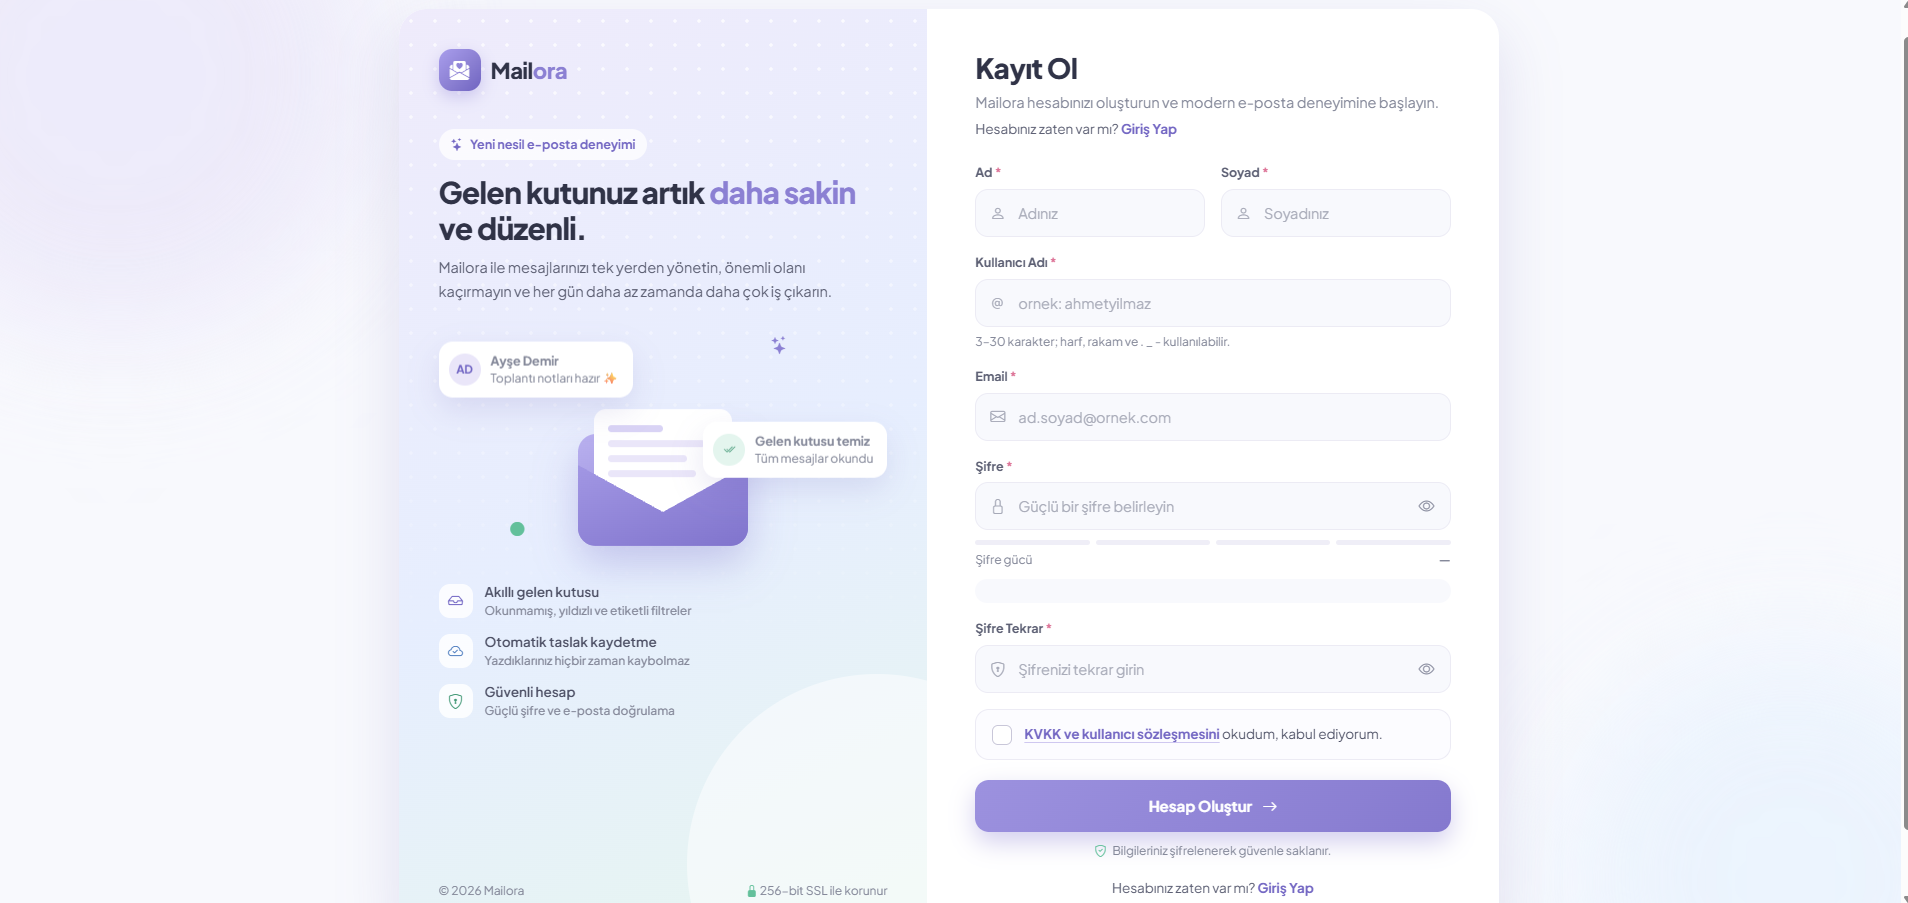 Mailora
Yeni nesil e-posta deneyimi
Gelen kutunuz artık daha sakin
ve düzenli.
Mailora ile mesajlarınızı tek yerden yönetin, önemli olanı
kaçırmayın ve her gün daha az zamanda daha çok iş çıkarın.
AD
Ayşe Demir
Toplantı notları hazır ✨
Gelen kutusu temiz
Tüm mesajlar okundu
Akıllı gelen kutusu
Okunmamış, yıldızlı ve etiketli filtreler
Otomatik taslak kaydetme
Yazdıklarınız hiçbir zaman kaybolmaz
Güvenli hesap
Güçlü şifre ve e-posta doğrulama
© 2026 Mailora
256-bit SSL ile korunur
Kayıt Ol
Mailora hesabınızı oluşturun ve modern e-posta deneyimine başlayın.
Hesabınız zaten var mı? Giriş Yap
Ad *
Soyad *
Adınız
Soyadınız
Kullanıcı Adı *
@ ornek: ahmetyilmaz
3-30 karakter; harf, rakam ve . _ - kullanılabilir.
Email *
ad.soyad@ornek.com
Şifre *
Güçlü bir şifre belirleyin
Şifre gücü —
Şifre Tekrar *
Şifrenizi tekrar girin
KVKK ve kullanıcı sözleşmesini okudum, kabul ediyorum.
Hesap Oluştur →
Bilgileriniz şifrelenerek güvenle saklanır.
Hesabınız zaten var mı? Giriş Yap